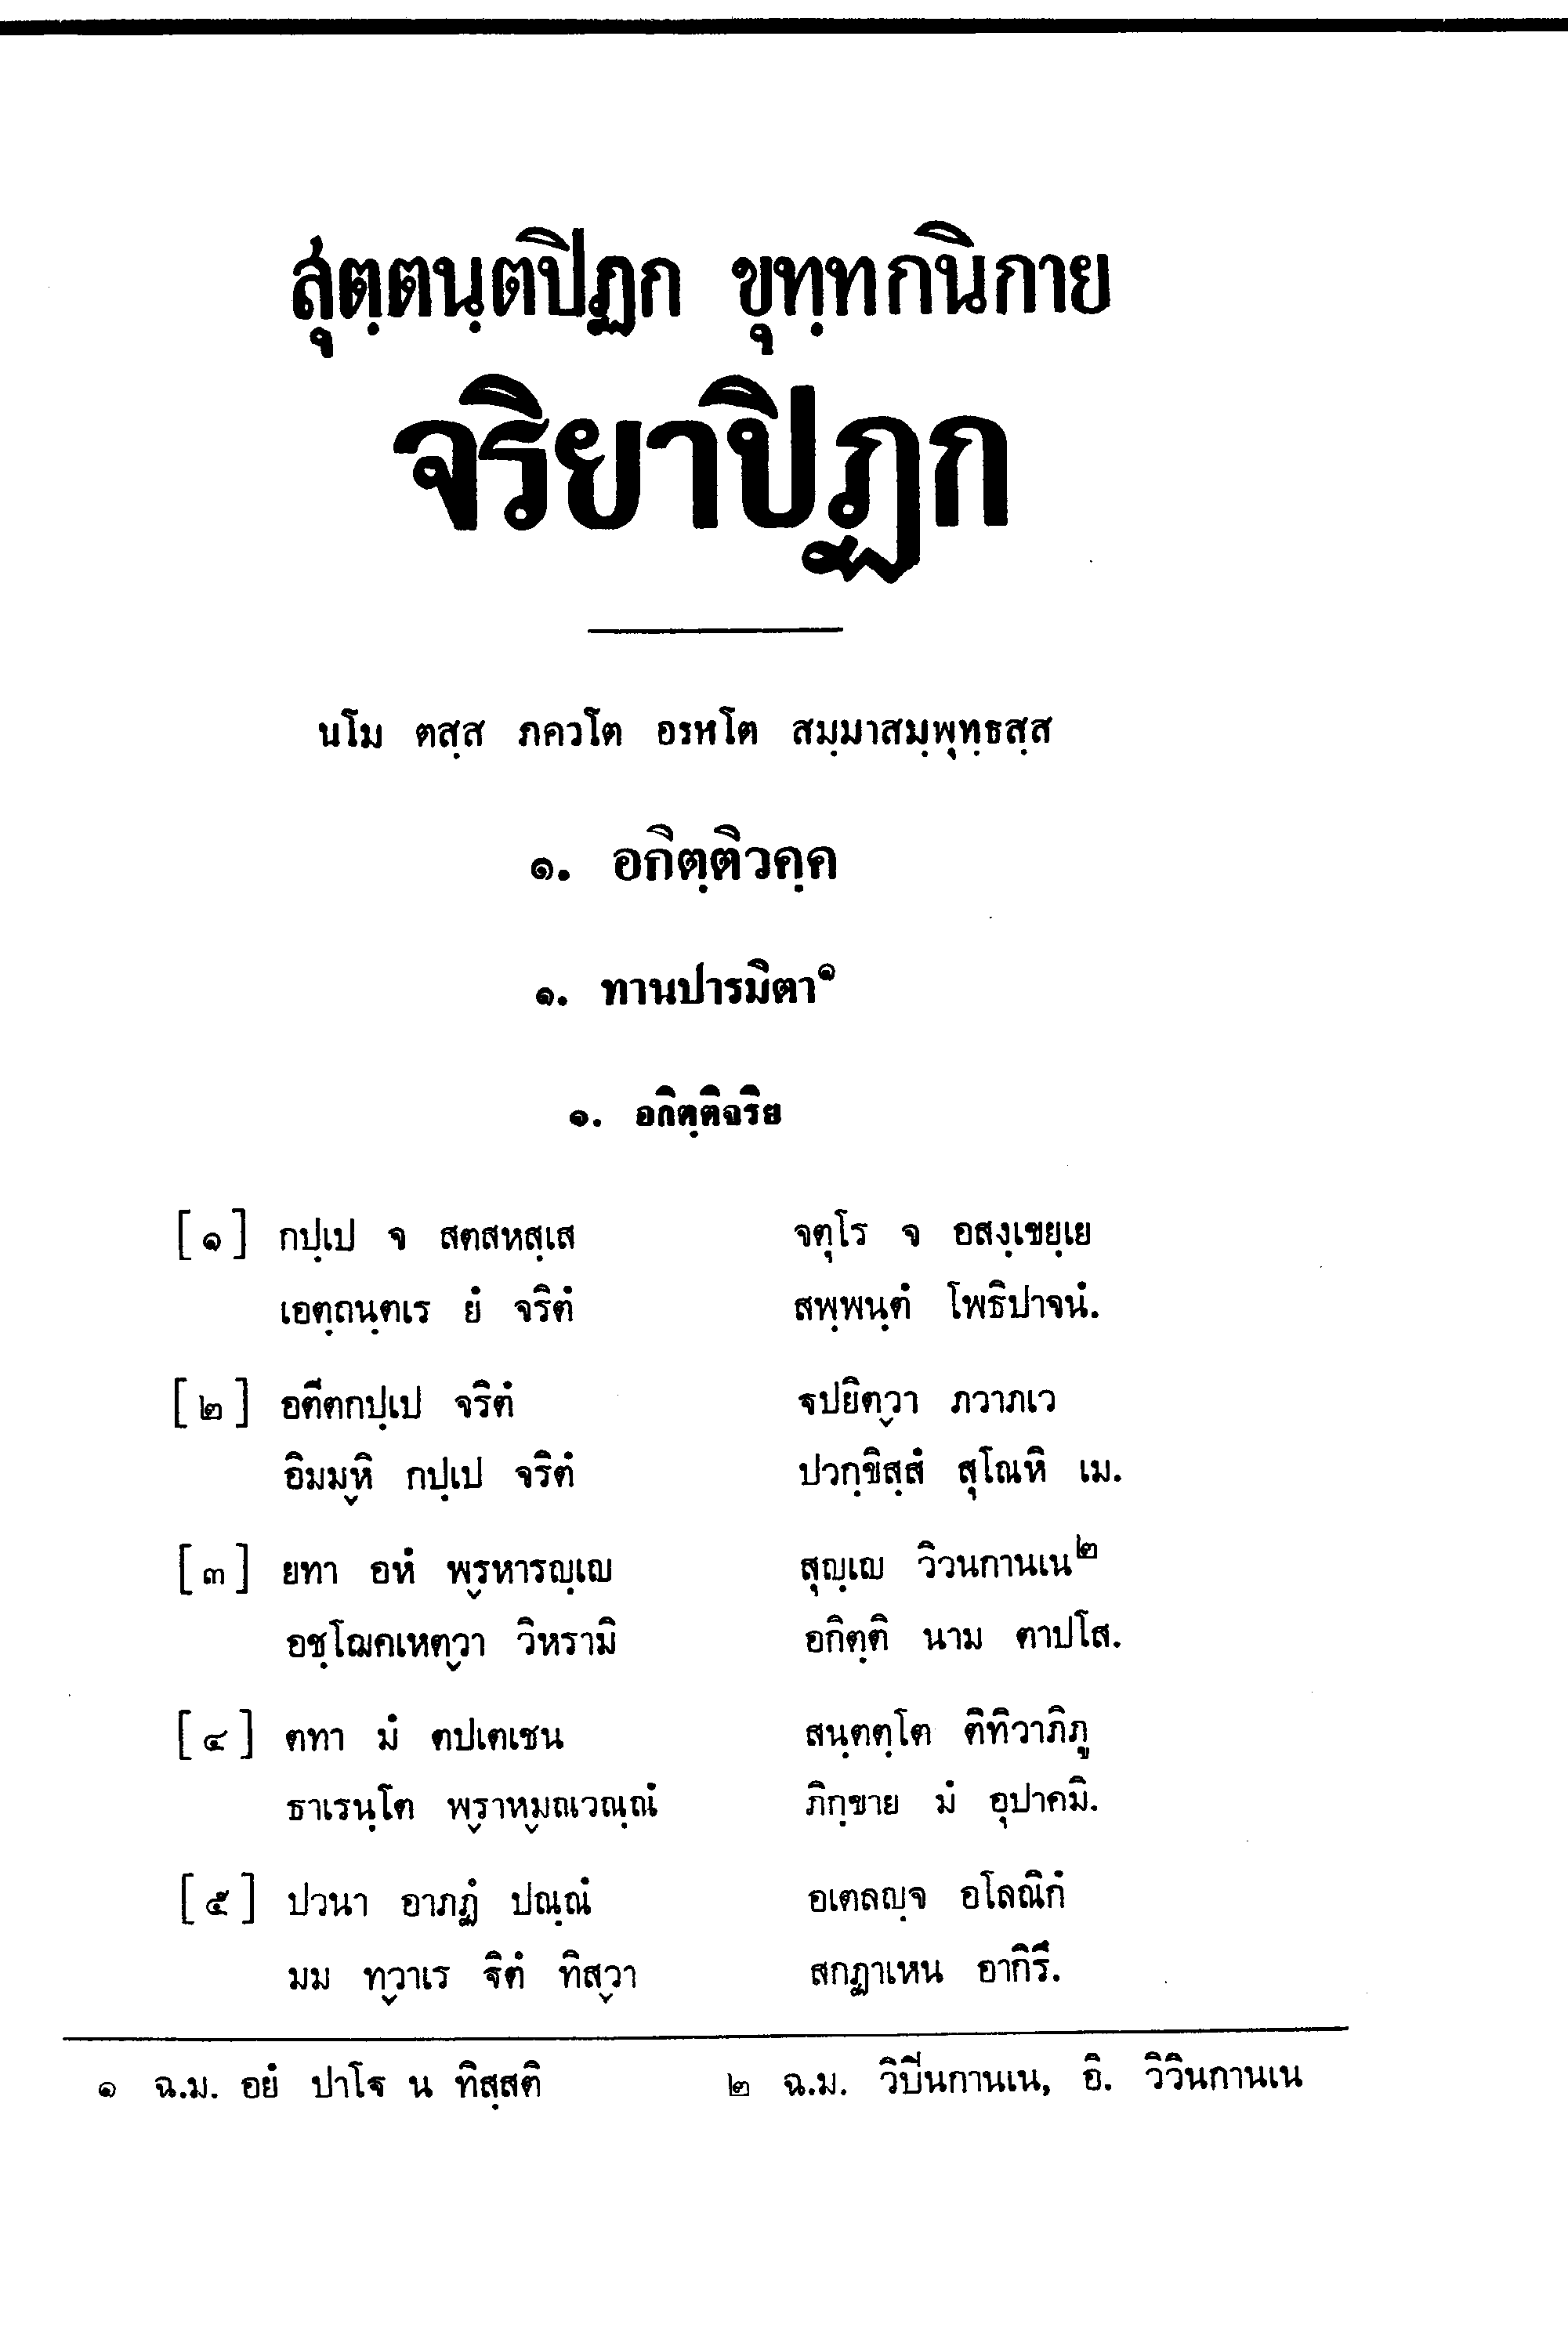 สุตฺตนฺตปิฏก ขุทฺทกนิกาย
จริยาปิฏก
นโม ตสฺส ภควโต อรหโต สมฺมาสมฺพุทฺธสฺส
๑. อกิตฺติวคฺค
๑. ทานปารมิตา๑
๑. อกิตฺติจริย
[๑] กปฺเป จ สตสหสฺเส จตุโร จ อสงฺเขยฺเย
เอตฺถนฺตเร ยํ จริตํ สพฺพนฺตํ โพธิปาจนํ.
[๒] อตีตกปฺเป จริตํ ฐปยิตฺวา ภวาภเว
อิมมฺหิ กปฺเป จริตํ ปวกฺขิสฺสํ สุโณหิ เม.
[๓] ยทา อหํ พฺรหารญฺเญ สุญฺเญ วิวนกานเน๒
อชฺโฌคเหตฺวา วิหรามิ อกิตฺติ นาม ตาปโส.
[๔] ตทา มํ ตปเตเชน สนฺตตฺโต ติทิวาภิภู
ธาเรนฺโต พฺราหฺมณวณฺณํ ภิกฺขาย มํ อุปาคมิ.
[๕] ปวนา อาภฏํ ปณฺณํ อเตลญฺจ อโลณิกํ
มม ทฺวาเร ฐิตํ ทิสฺวา สกฏาเหน อากิรึ.
๑ ฉ.ม. อยํ ปาโฐ น ทิสฺสติ ๒ ฉ.ม. วิปินกานเน, อิ. วิวินกานเน